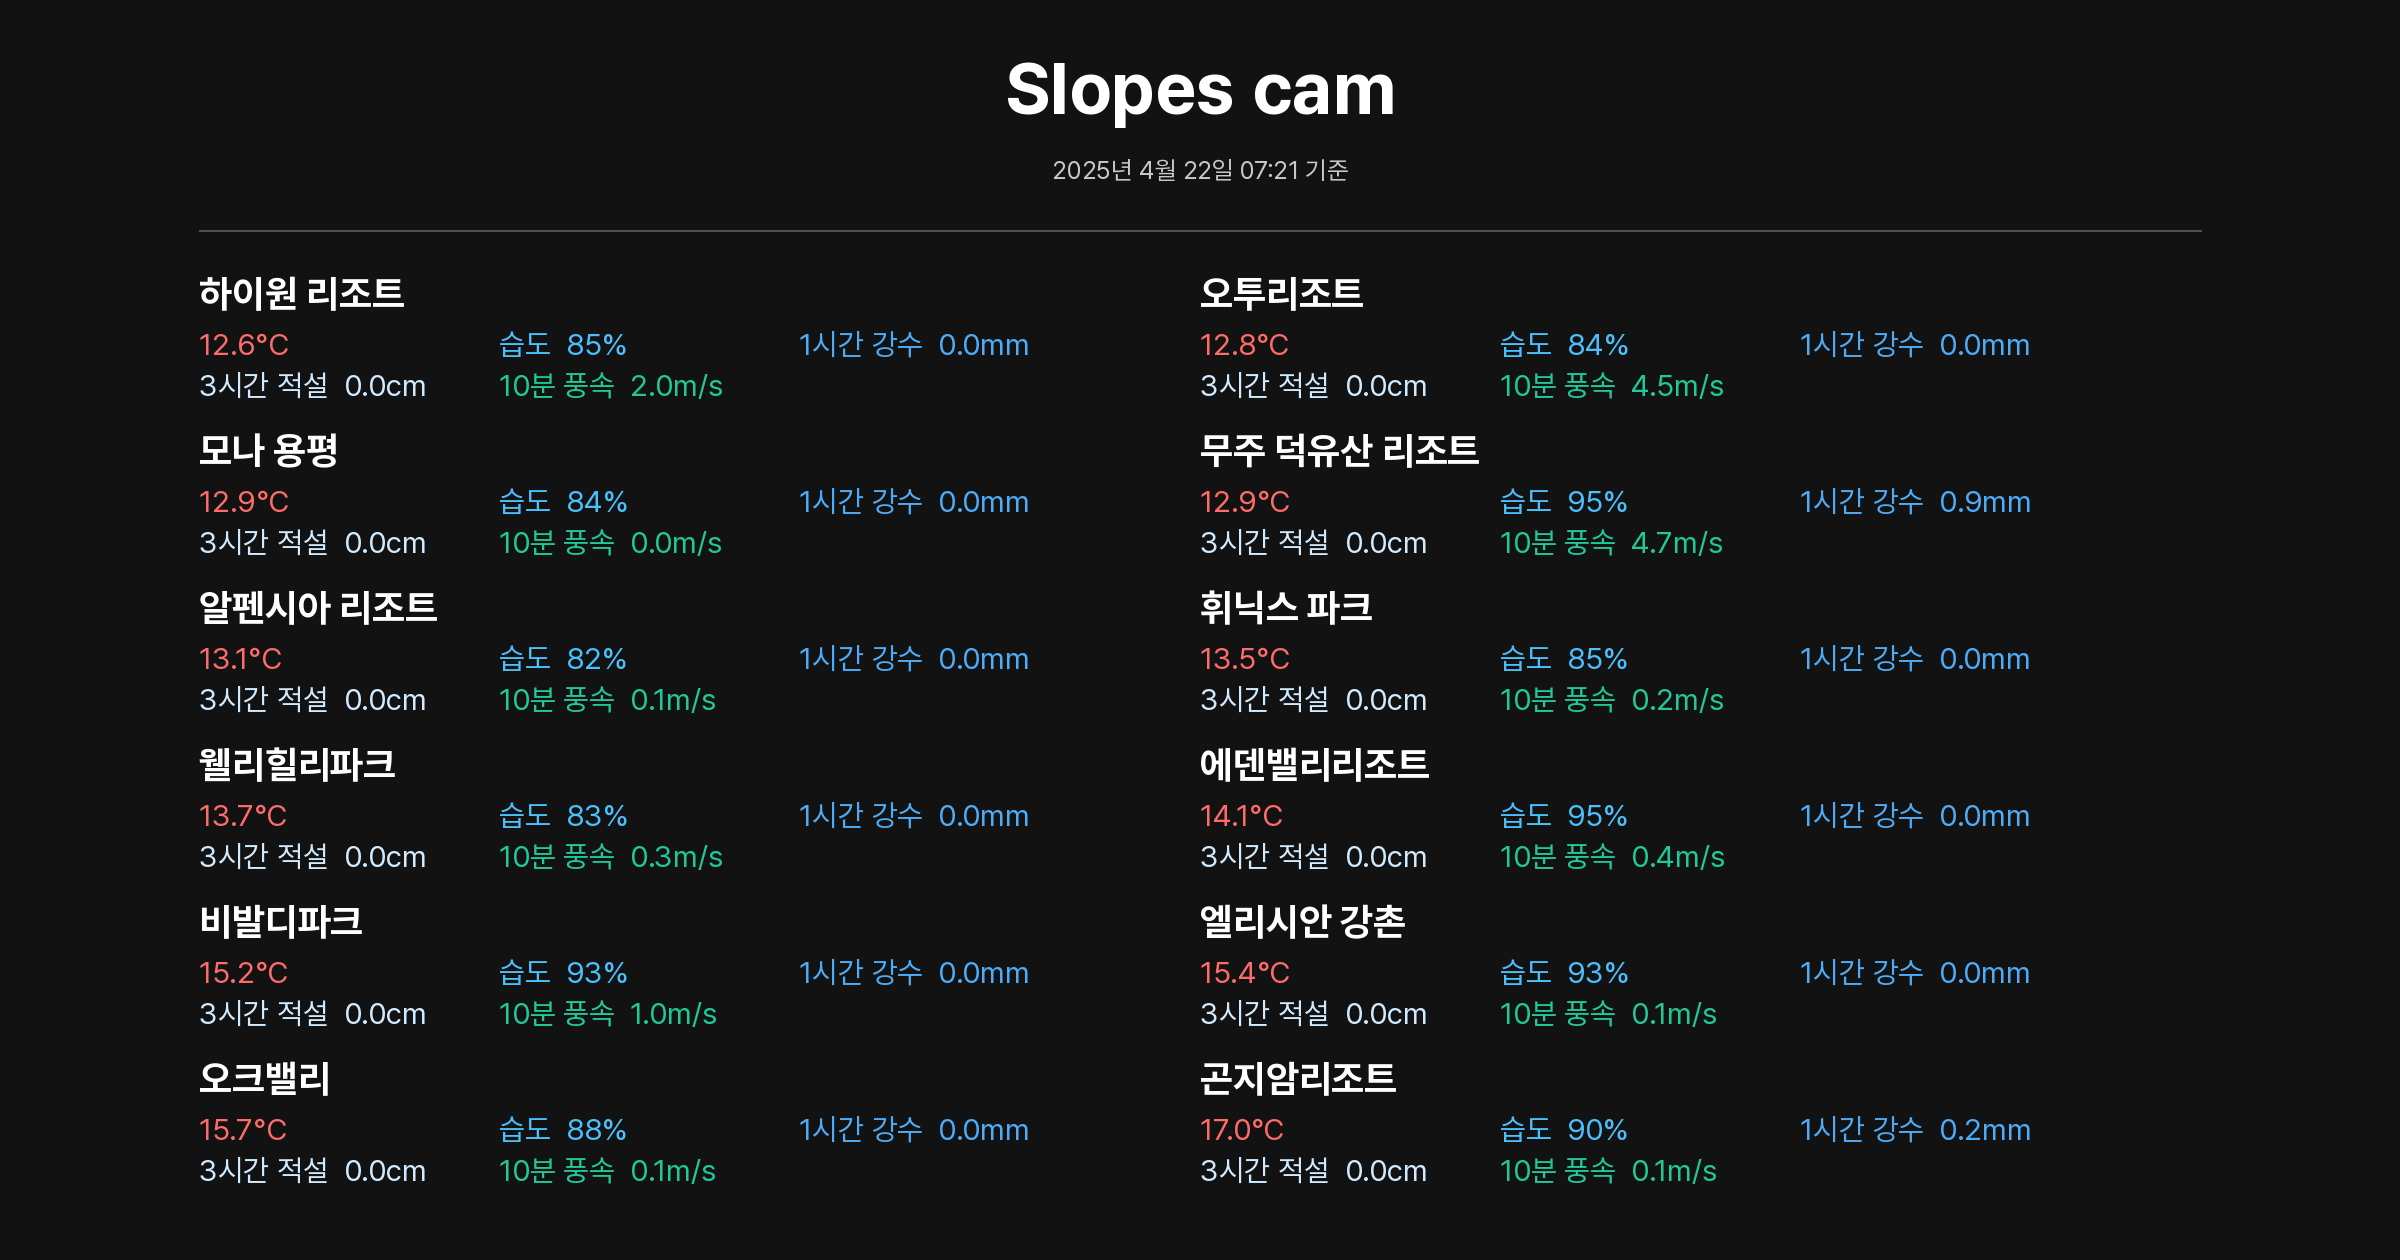 Slopes cam
2025년 4월 22일 07:21 기준
하이원 리조트
12.6°C 습도 85% 1시간 강수 0.0mm
3시간 적설 0.0cm 10분 풍속 2.0m/s
오투리조트
12.8°C 습도 84% 1시간 강수 0.0mm
3시간 적설 0.0cm 10분 풍속 4.5m/s
모나 용평
12.9°C 습도 84% 1시간 강수 0.0mm
3시간 적설 0.0cm 10분 풍속 0.0m/s
무주 덕유산 리조트
12.9°C 습도 95% 1시간 강수 0.9mm
3시간 적설 0.0cm 10분 풍속 4.7m/s
알펜시아 리조트
13.1°C 습도 82% 1시간 강수 0.0mm
3시간 적설 0.0cm 10분 풍속 0.1m/s
휘닉스 파크
13.5°C 습도 85% 1시간 강수 0.0mm
3시간 적설 0.0cm 10분 풍속 0.2m/s
웰리힐리파크
13.7°C 습도 83% 1시간 강수 0.0mm
3시간 적설 0.0cm 10분 풍속 0.3m/s
에덴밸리리조트
14.1°C 습도 95% 1시간 강수 0.0mm
3시간 적설 0.0cm 10분 풍속 0.4m/s
비발디파크
15.2°C 습도 93% 1시간 강수 0.0mm
3시간 적설 0.0cm 10분 풍속 1.0m/s
엘리시안 강촌
15.4°C 습도 93% 1시간 강수 0.0mm
3시간 적설 0.0cm 10분 풍속 0.1m/s
오크밸리
15.7°C 습도 88% 1시간 강수 0.0mm
3시간 적설 0.0cm 10분 풍속 0.1m/s
곤지암리조트
17.0°C 습도 90% 1시간 강수 0.2mm
3시간 적설 0.0cm 10분 풍속 0.1m/s